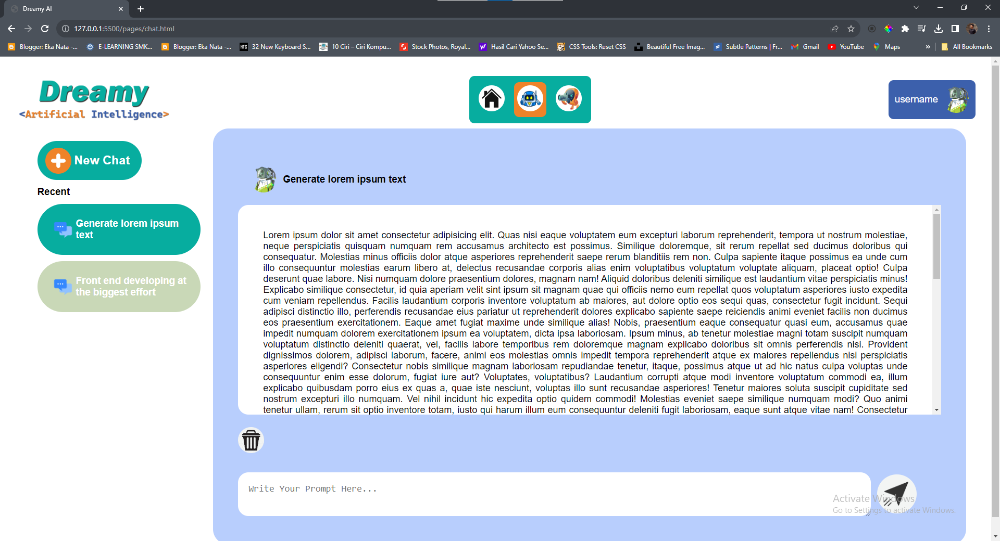 Dreamy AI
127.0.0.1:5500/pages/chat.html
Blogger: Eka Nata -...
E-LEARNING SMK...
Blogger: Eka Nata -...
HTG
32 New Keyboard S...
10 Ciri – Ciri Kompu...
Stock Photos, Royal...
Hasil Cari Yahoo Se...
CSS Tools: Reset CSS
Beautiful Free Imag...
Subtle Patterns | Fr...
Gmail
YouTube
Maps
»
All Bookmarks
Dreamy
<Artificial Intelligence>
username
New Chat
Recent
Generate lorem ipsum
text
Front end developing at
the biggest effort
Generate lorem ipsum text
Lorem ipsum dolor sit amet consectetur adipisicing elit. Quas nisi eaque voluptatem eum excepturi laborum reprehenderit, tempora ut nostrum molestiae,
neque perspiciatis quisquam numquam rem accusamus architecto est possimus. Similique doloremque, sit rerum repellat sed ducimus doloribus qui
consequatur. Molestias minus officiis dolor atque asperiores reprehenderit saepe rerum blanditiis rem non. Culpa sapiente itaque possimus ea unde cum
illo consequuntur molestias earum libero at, delectus recusandae corporis alias enim voluptatibus voluptatum voluptate aliquam, placeat optio! Culpa
deserunt quae labore. Nisi numquam dolore praesentium dolores, magnam nam! Aliquid doloribus deleniti similique est laudantium vitae perspiciatis minus!
Explicabo similique consectetur, id quia aperiam velit sint ipsum sit magnam quae qui officiis nemo eum repellat quos voluptatum asperiores iusto expedita
cum veniam repellendus. Facilis laudantium corporis inventore voluptatum ab maiores, aut dolore optio eos sequi quas, consectetur fugit incidunt. Sequi
adipisci distinctio illo, perferendis recusandae eius pariatur ut reprehenderit dolores explicabo sapiente saepe reiciendis animi eveniet facilis non ducimus
eos praesentium exercitationem. Eaque amet fugiat maxime unde similique alias! Nobis, praesentium eaque consequatur quasi eum, accusamus quae
impedit numquam dolorem exercitationem ipsum ea voluptatem, dicta ipsa laboriosam. Ipsum minus, ab tenetur molestiae magni totam suscipit numquam
voluptatum distinctio deleniti quaerat, vel, facilis labore temporibus rem doloremque magnam explicabo doloribus sit omnis perferendis nisi. Provident
dignissimos dolorem, adipisci laborum, facere, animi eos molestias omnis impedit tempora reprehenderit atque ex maiores repellendus nisi perspiciatis
asperiores eligendi? Consectetur nobis similique magnam laboriosam repudiandae tenetur, itaque, possimus atque ut ad hic natus culpa voluptas unde
consequuntur enim esse dolorum, fugiat iure aut? Voluptates, voluptatibus? Laudantium corrupti atque modi inventore voluptatum commodi ea, illum
explicabo quibusdam porro eius ex quas a, quae iste nesciunt, voluptas illo sunt recusandae asperiores! Tenetur maiores soluta suscipit cupiditate sed
nostrum excepturi illo numquam. Vel nihil incidunt hic expedita optio quidem commodi! Molestias eveniet saepe similique numquam modi? Quo animi
tenetur ullam, rerum sit optio inventore totam, iusto qui harum illum eum consequuntur deleniti fugit laboriosam, eaque sunt atque vitae nam! Consectetur
Write Your Prompt Here...
Activate Windows
Go to Settings to activate Windows.